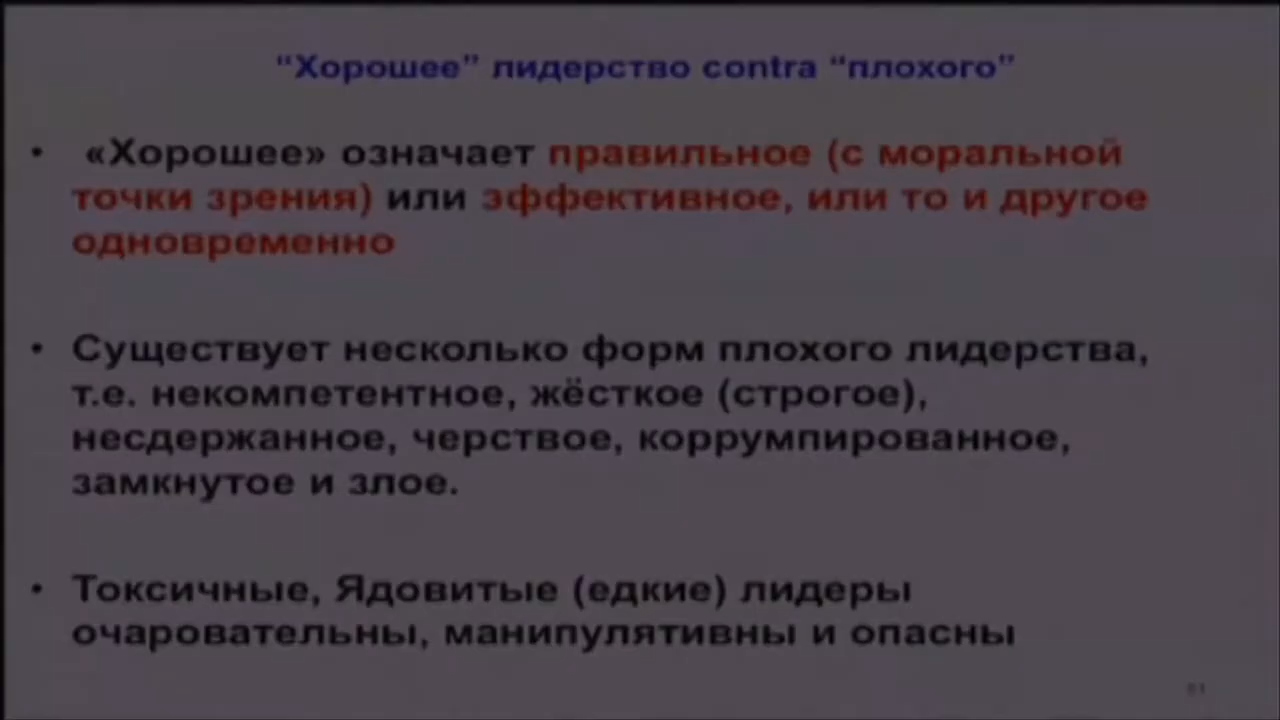 “Хорошее” лидерство contra “плохого”
• «Хорошее» означает правильное (с моральной
точки зрения) или эффективное, или то и другое
одновременно
• Существует несколько форм плохого лидерства,
т.е. некомпетентное, жёсткое (строгое),
несдержанное, черствое, коррумпированное,
замкнутое и злое.
• Токсичные, Ядовитые (едкие) лидеры
очаровательны, манипулятивны и опасны